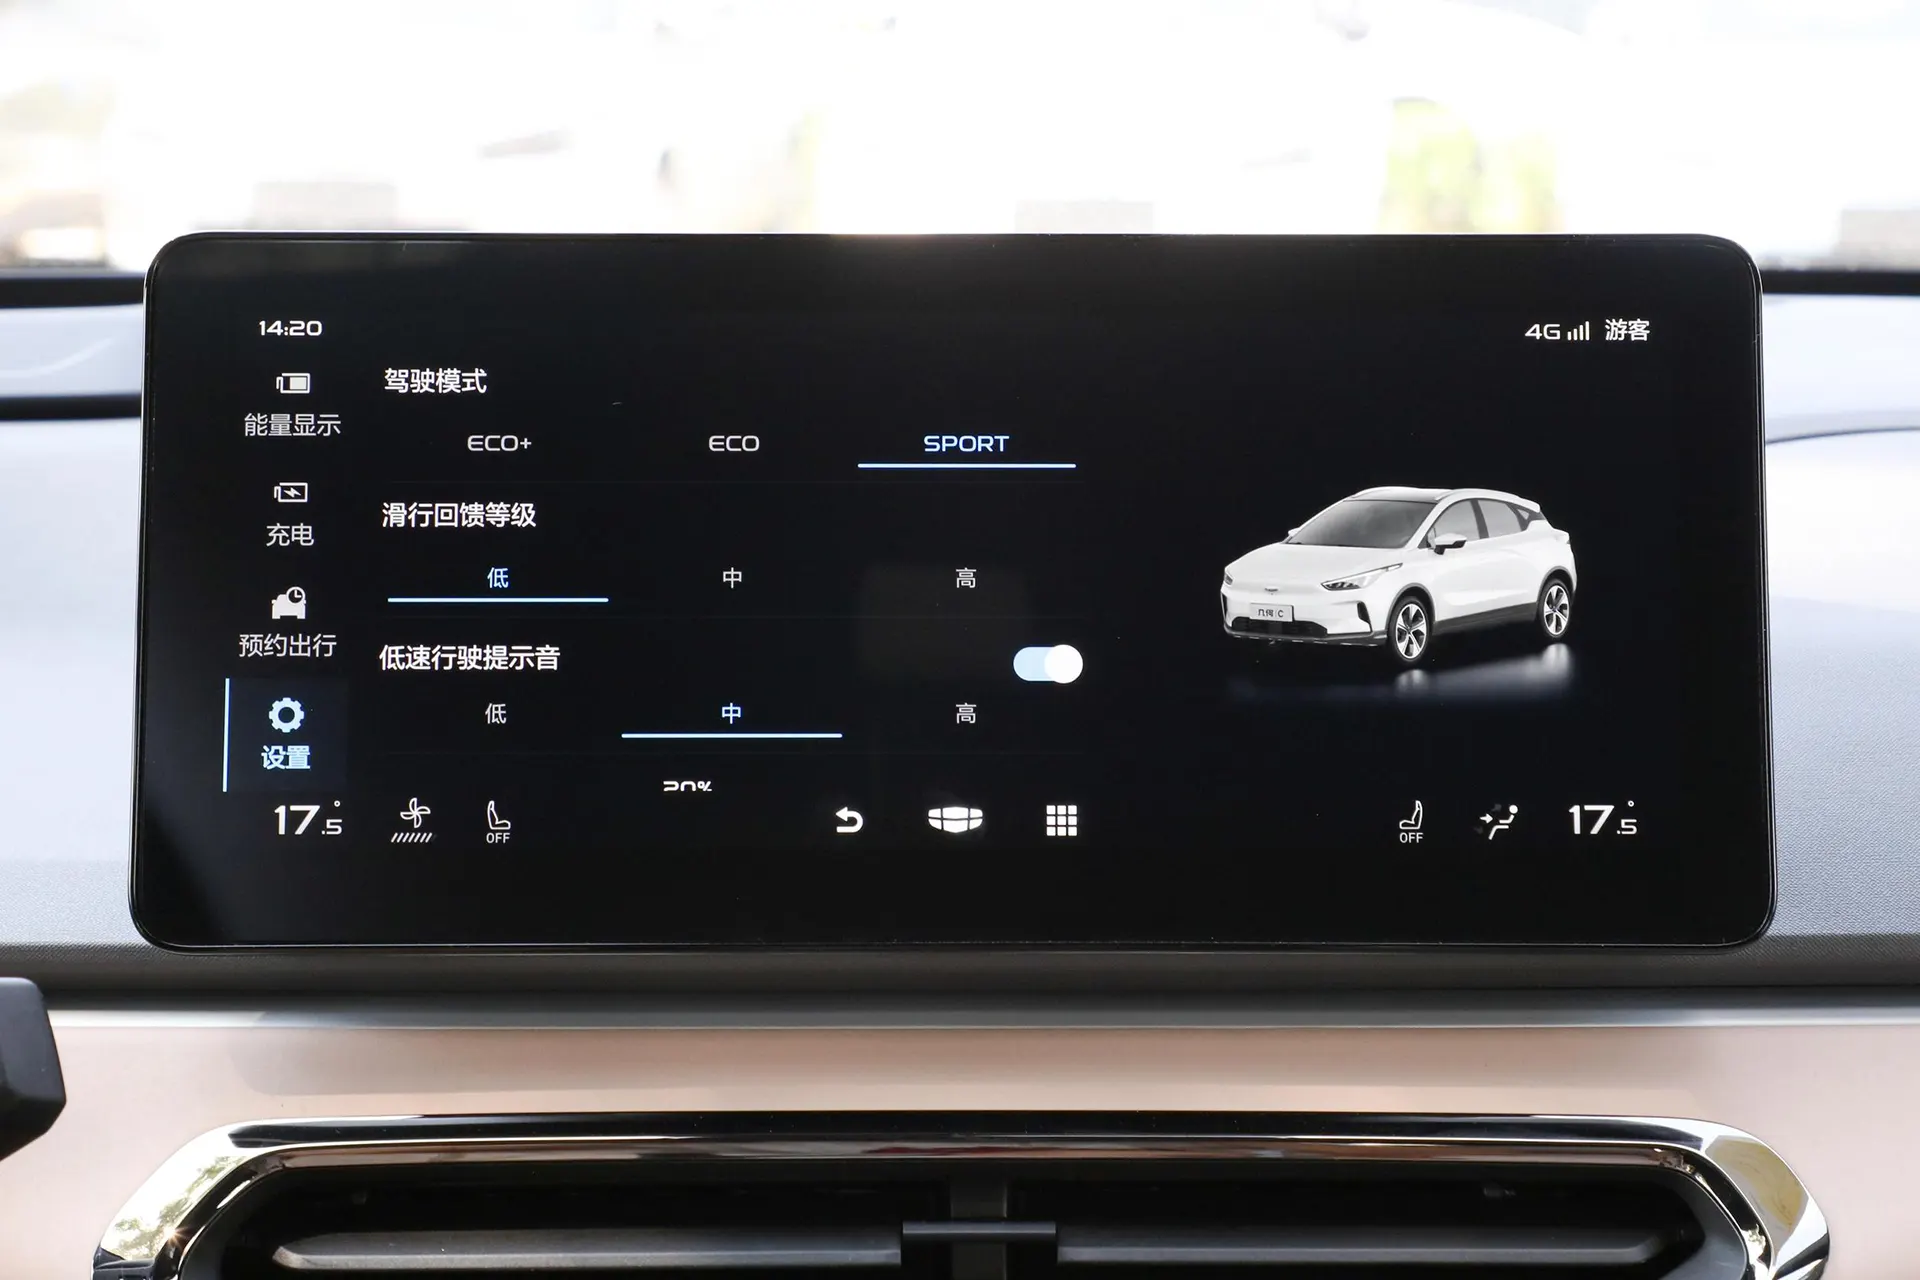 14:20
4G 游客
能量显示
充电
预约出行
设置
驾驶模式
ECO+ ECO SPORT
滑行回馈等级
低 中 高
低速行驶提示音
低 中 高
几何 C
17.5°
OFF
OFF
17.5°